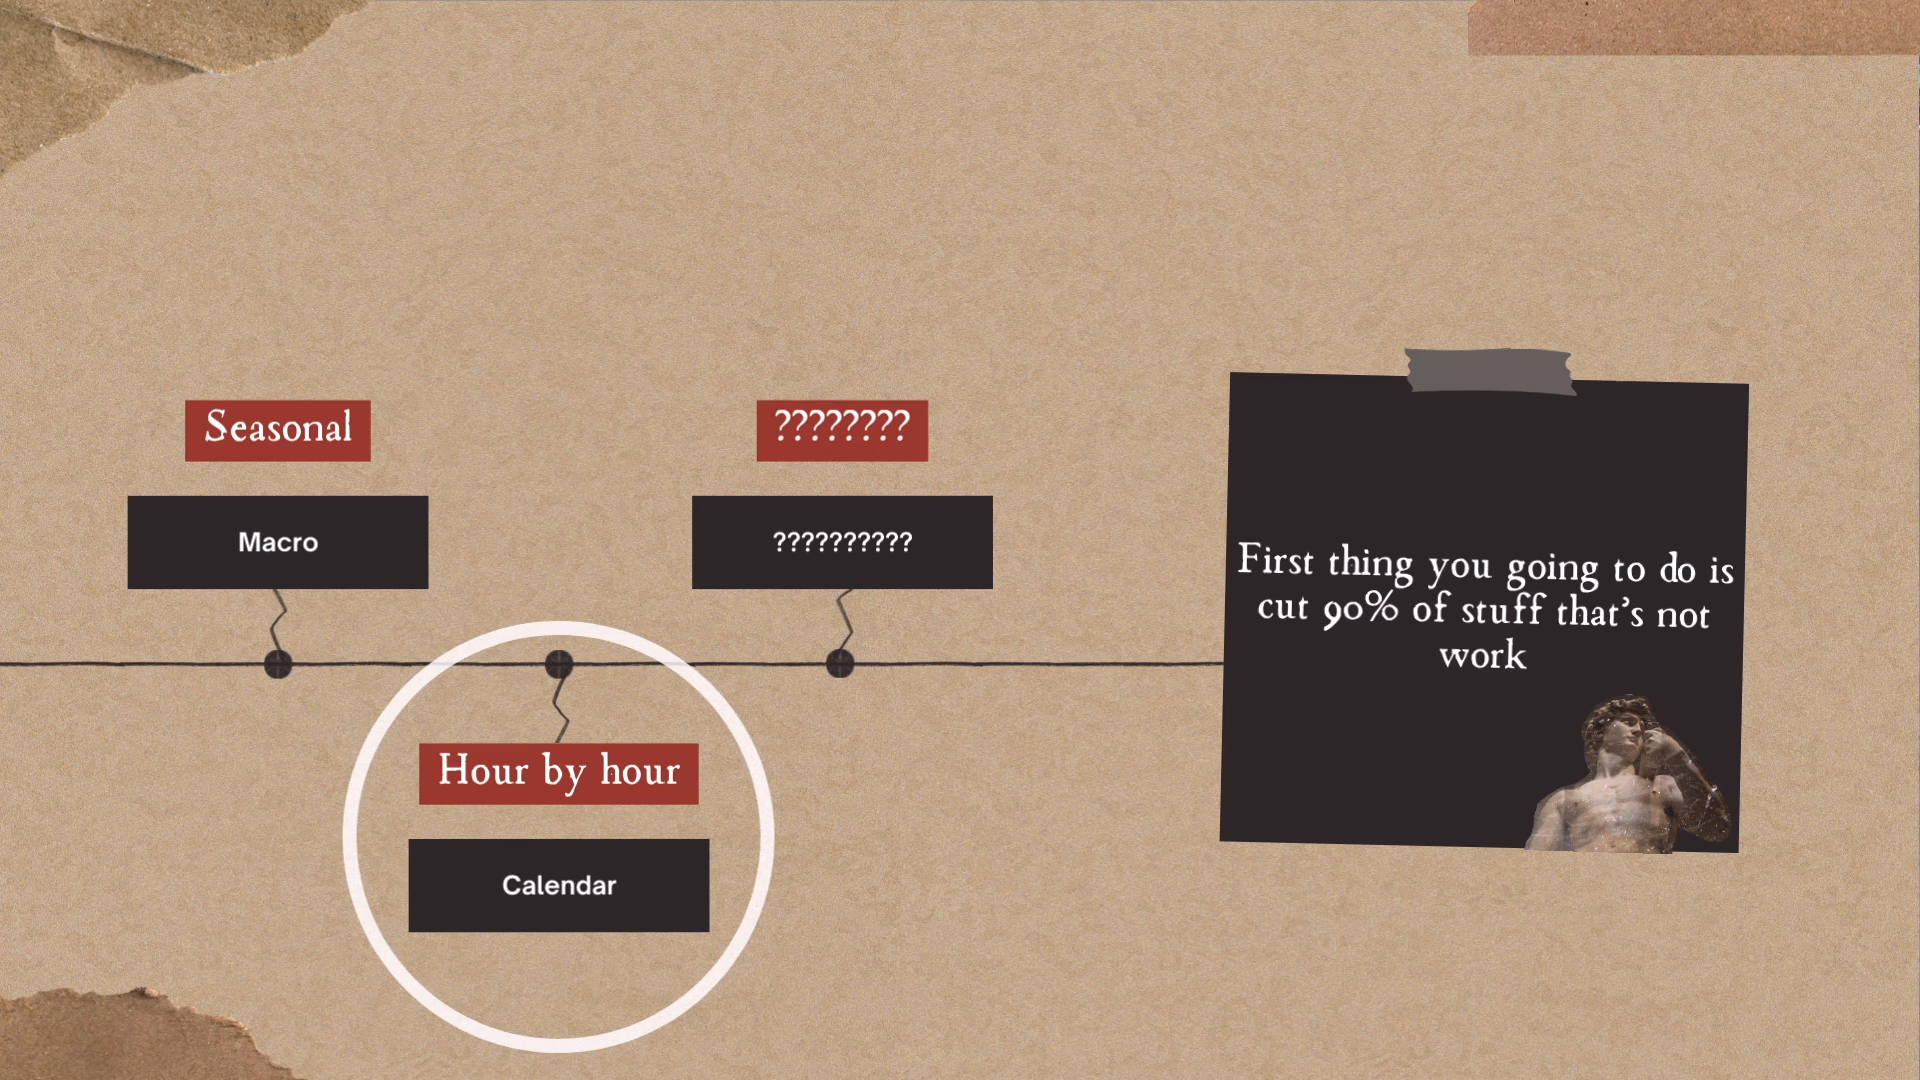 Seasonal
Macro
Hour by hour
Calendar
????????
??????????
First thing you going to do is
cut 90% of stuff that's not
work